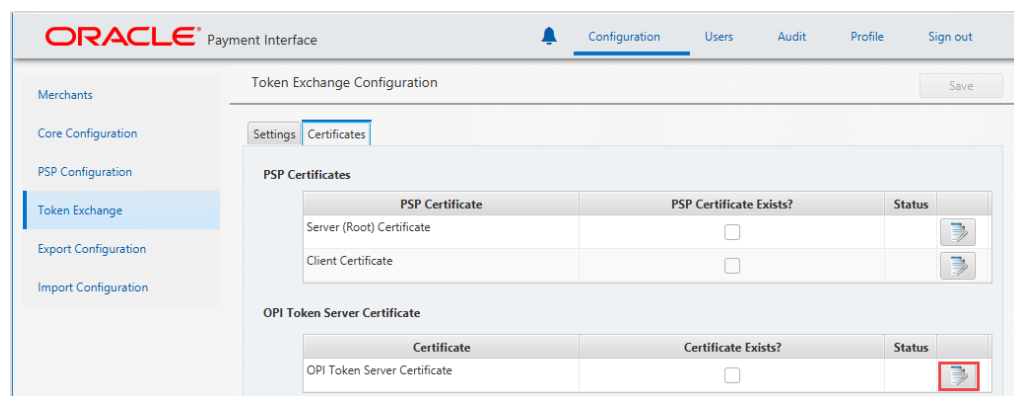 ORACLE® Payment Interface
Configuration Users Audit Profile Sign out
Token Exchange Configuration
Save
Merchants
Core Configuration
PSP Configuration
Token Exchange
Export Configuration
Import Configuration
Settings Certificates
PSP Certificates
PSP Certificate PSP Certificate Exists? Status
Server (Root) Certificate
Client Certificate
OPI Token Server Certificate
Certificate Certificate Exists? Status
OPI Token Server Certificate